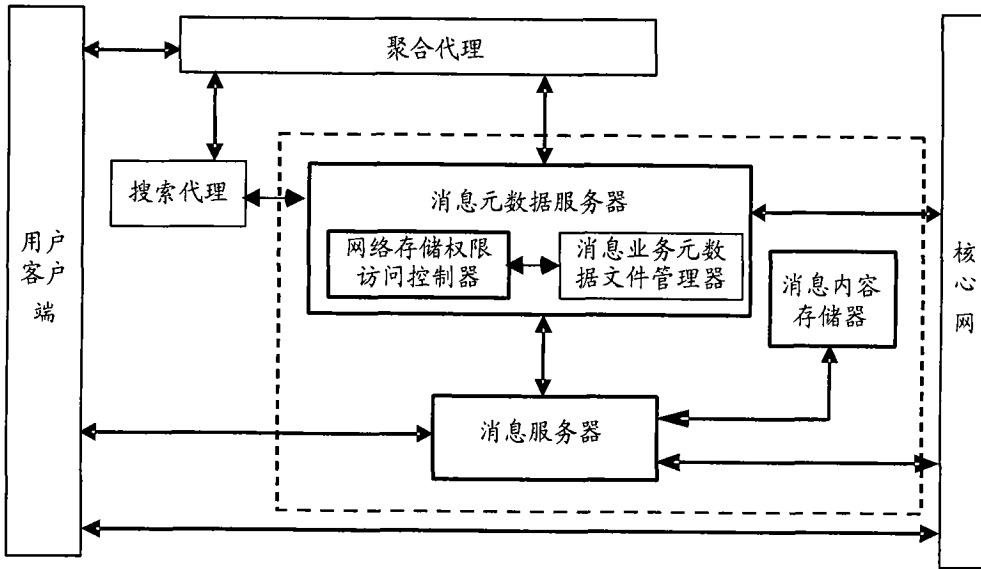 聚合代理
搜索代理
消息元数据服务器
网络存储权限
访问控制器
消息业务元数
据文件管理器
消息内容
存储器
消息服务器
用户
客户
端
核
心
网